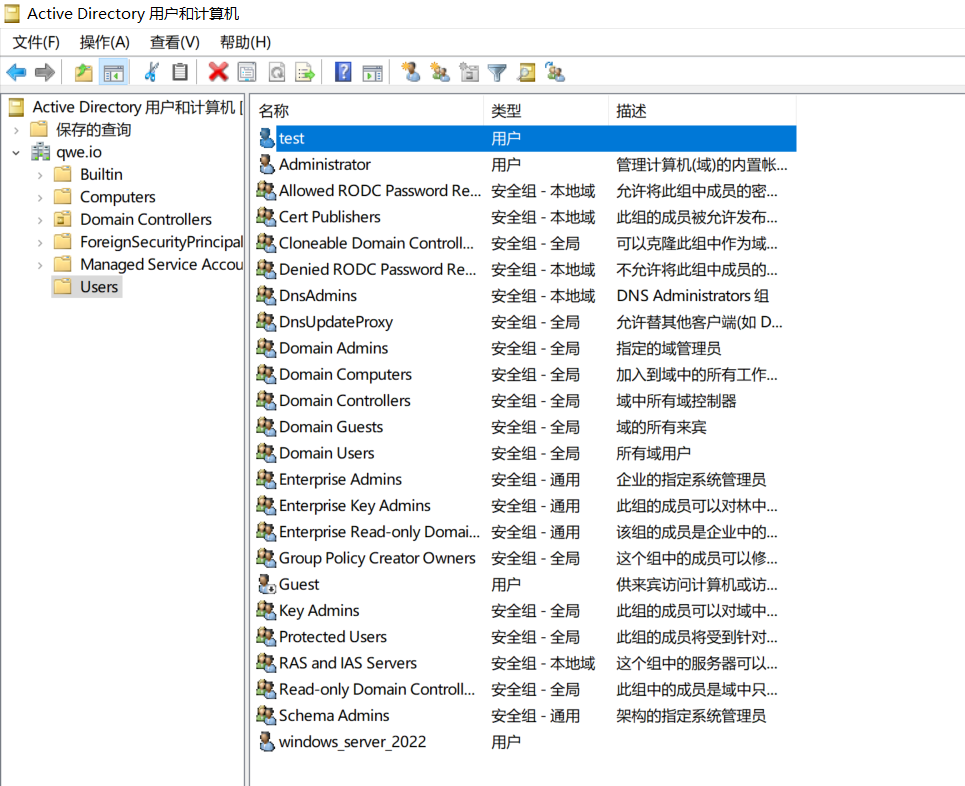 Active Directory 用户和计算机
文件(F) 操作(A) 查看(V) 帮助(H)
Active Directory 用户和计算机 [
保存的查询
qwe.io
Builtin
Computers
Domain Controllers
ForeignSecurityPrincipal
Managed Service Accou
Users
名称 类型 描述
test 用户
Administrator 用户 管理计算机(域)的内置帐...
Allowed RODC Password Re... 安全组 - 本地域 允许将此组中成员的密...
Cert Publishers 安全组 - 本地域 此组的成员被允许发布...
Cloneable Domain Controll... 安全组 - 全局 可以克隆此组中作为域...
Denied RODC Password Re... 安全组 - 本地域 不允许将此组中成员的...
DnsAdmins 安全组 - 本地域 DNS Administrators 组
DnsUpdateProxy 安全组 - 全局 允许替其他客户端(如 D...
Domain Admins 安全组 - 全局 指定的域管理员
Domain Computers 安全组 - 全局 加入到域中的所有工作...
Domain Controllers 安全组 - 全局 域中所有域控制器
Domain Guests 安全组 - 全局 域的所有来宾
Domain Users 安全组 - 全局 所有域用户
Enterprise Admins 安全组 - 通用 企业的指定系统管理员
Enterprise Key Admins 安全组 - 通用 此组的成员可以对林中...
Enterprise Read-only Domai... 安全组 - 通用 该组的成员是企业中的...
Group Policy Creator Owners 安全组 - 全局 这个组中的成员可以修...
Guest 用户 供来宾访问计算机或访...
Key Admins 安全组 - 全局 此组的成员可以对域中...
Protected Users 安全组 - 全局 此组的成员将受到针对...
RAS and IAS Servers 安全组 - 本地域 这个组中的服务器可以...
Read-only Domain Controll... 安全组 - 全局 此组中的成员是域中只...
Schema Admins 安全组 - 通用 架构的指定系统管理员
windows_server_2022 用户